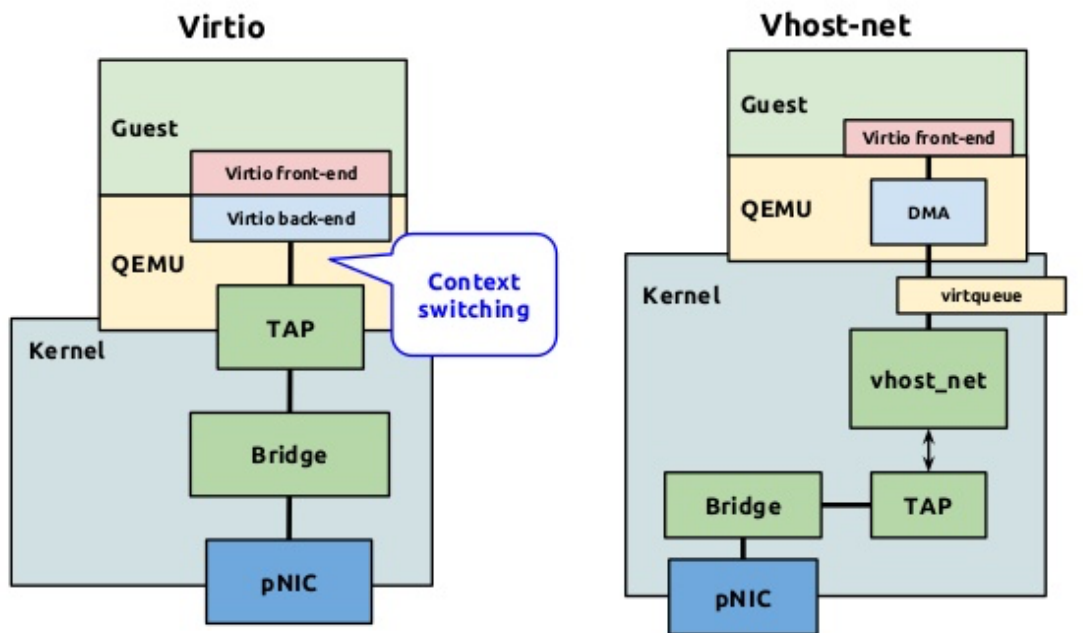 Virtio
Guest
Virtio front-end
Virtio back-end
QEMU
Context
switching
TAP
Kernel
Bridge
pNIC
Vhost-net
Guest
Virtio front-end
QEMU
DMA
Kernel
virtqueue
vhost_net
Bridge
TAP
pNIC